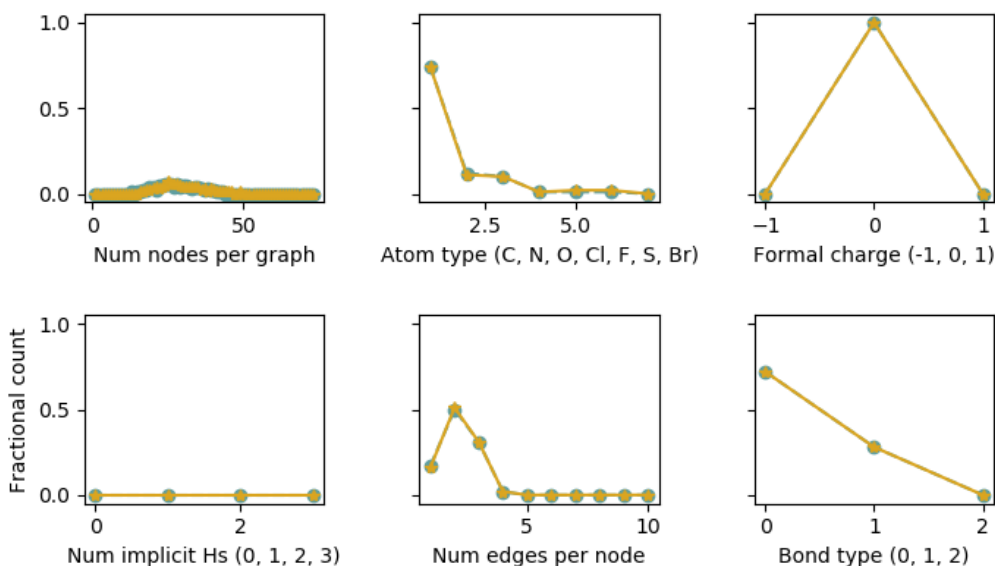 1.0
0.5
0.0
0 50
2.5 5.0
−1 0 1
Num nodes per graph
Atom type (C, N, O, Cl, F, S, Br)
Formal charge (-1, 0, 1)
Fractional count
1.0
0.5
0.0
0 2
5 10
0 1 2
Num implicit Hs (0, 1, 2, 3)
Num edges per node
Bond type (0, 1, 2)